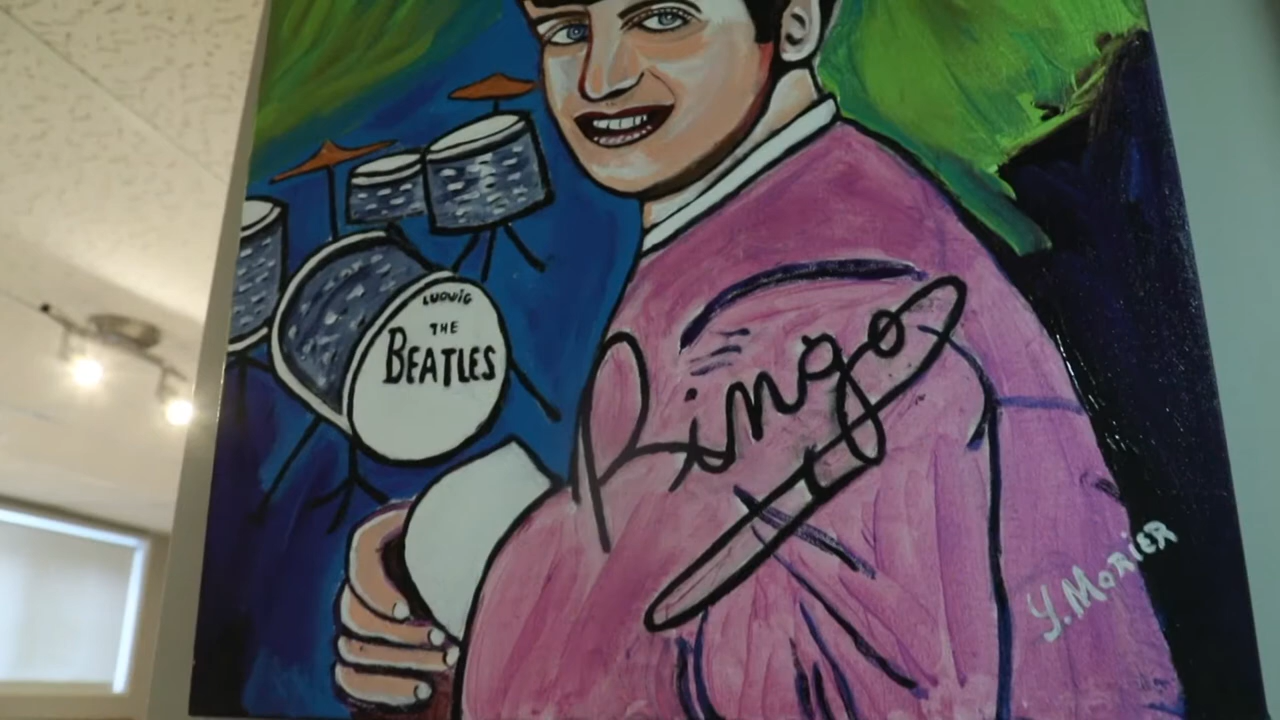 LUDWIG
THE
BEATLES
Ringo
Y. MORIER